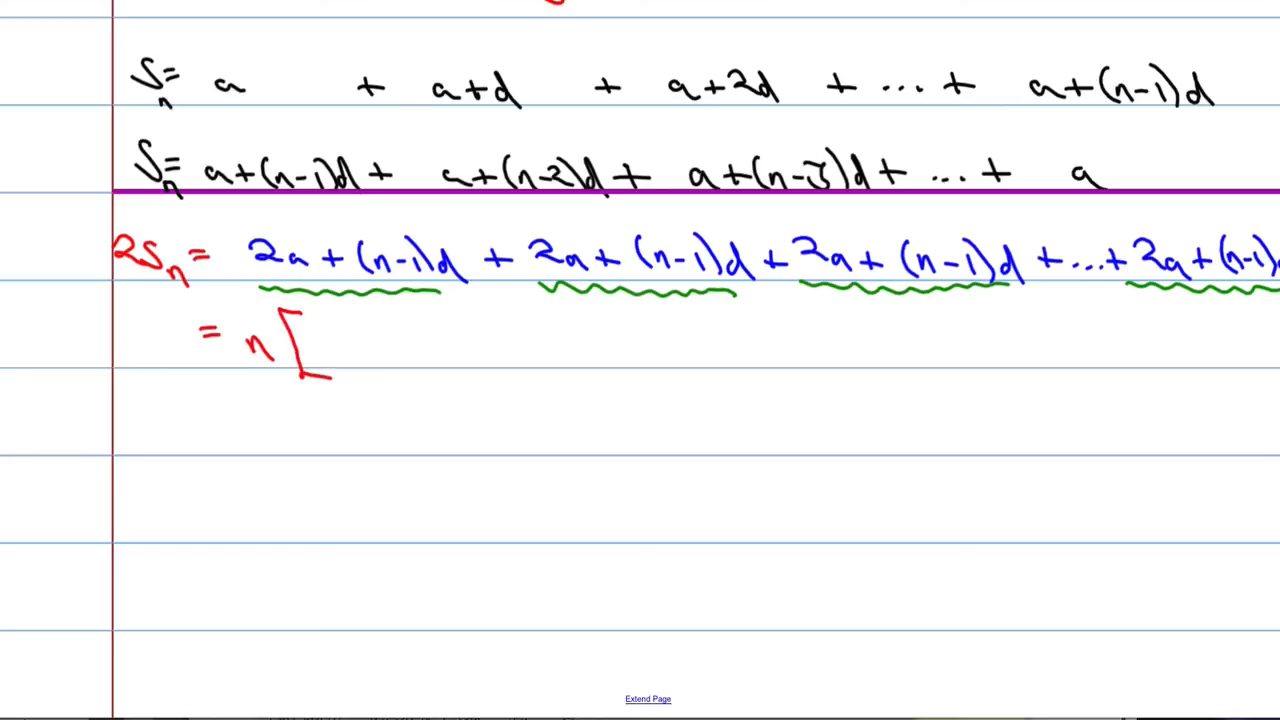 Sₙ = a + a+d + a+2d + ... + a+(n-1)d
Sₙ = a+(n-1)d + a+(n-2)d + a+(n-3)d + ... + a
2Sₙ = 2a+(n-1)d + 2a+(n-1)d + 2a+(n-1)d + ... + 2a+(n-1)d
= n [
Extend Page